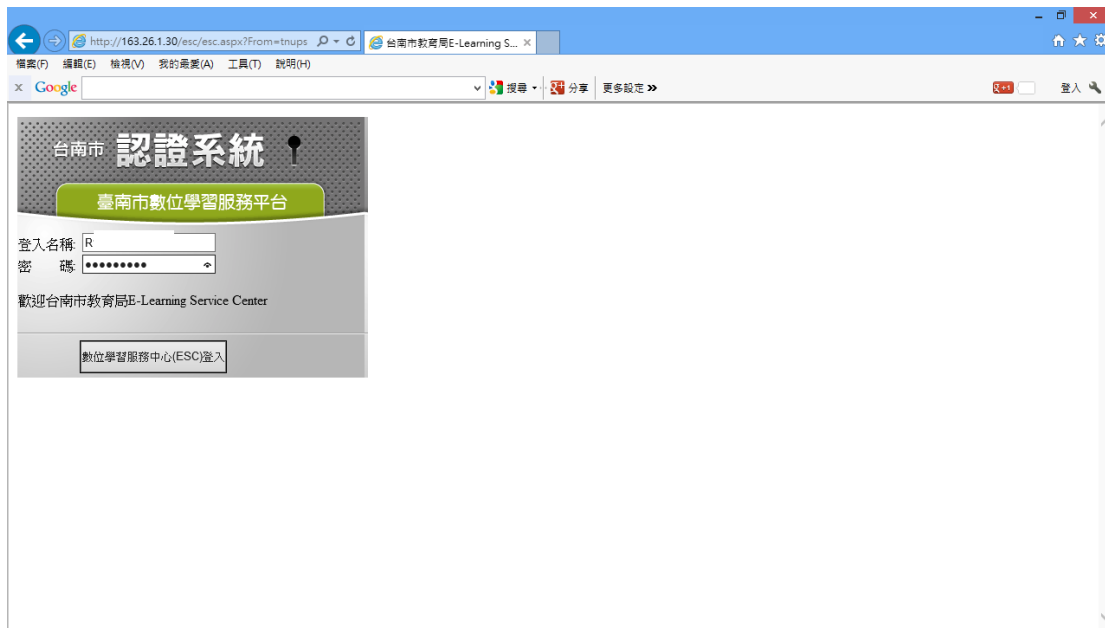 http://163.26.1.30/esc/esc.aspx?From=tnups
台南市教育局E-Learning S...
檔案(F) 編輯(E) 檢視(V) 我的最愛(A) 工具(T) 說明(H)
x Google 搜尋 分享 更多設定 >> +1 登入
台南市 認證系統
臺南市數位學習服務平台
登入名稱: R
密 碼: •••••••••
歡迎台南市教育局E-Learning Service Center
數位學習服務中心(ESC)登入